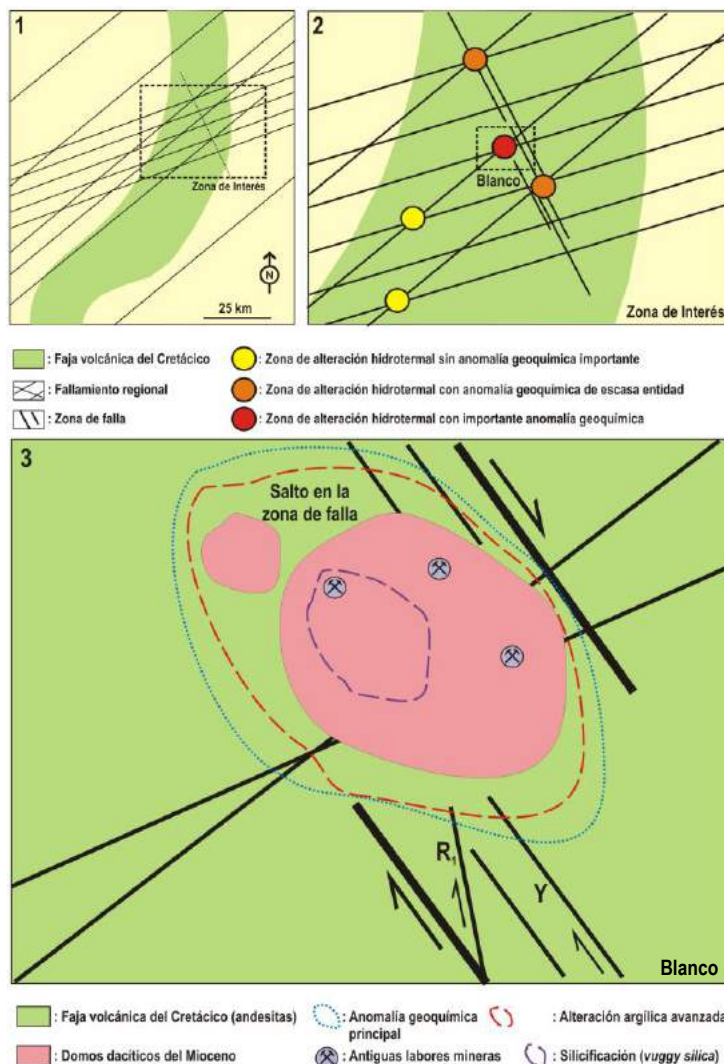 1
Zona de Interés
N
25 km
2
Blanco
Zona de Interés
: Faja volcánica del Cretácico
: Fallamiento regional
: Zona de falla
: Zona de alteración hidrotermal sin anomalía geoquímica importante
: Zona de alteración hidrotermal con anomalía geoquímica de escasa entidad
: Zona de alteración hidrotermal con importante anomalía geoquímica
3
Salto en la
zona de falla
R1
Y
Blanco
: Faja volcánica del Cretácico (andesitas)
: Domos dacíticos del Mioceno
: Anomalía geoquímica
principal
: Antiguas labores mineras
: Alteración argílica avanzada
: Silicificación (vuggy silica)